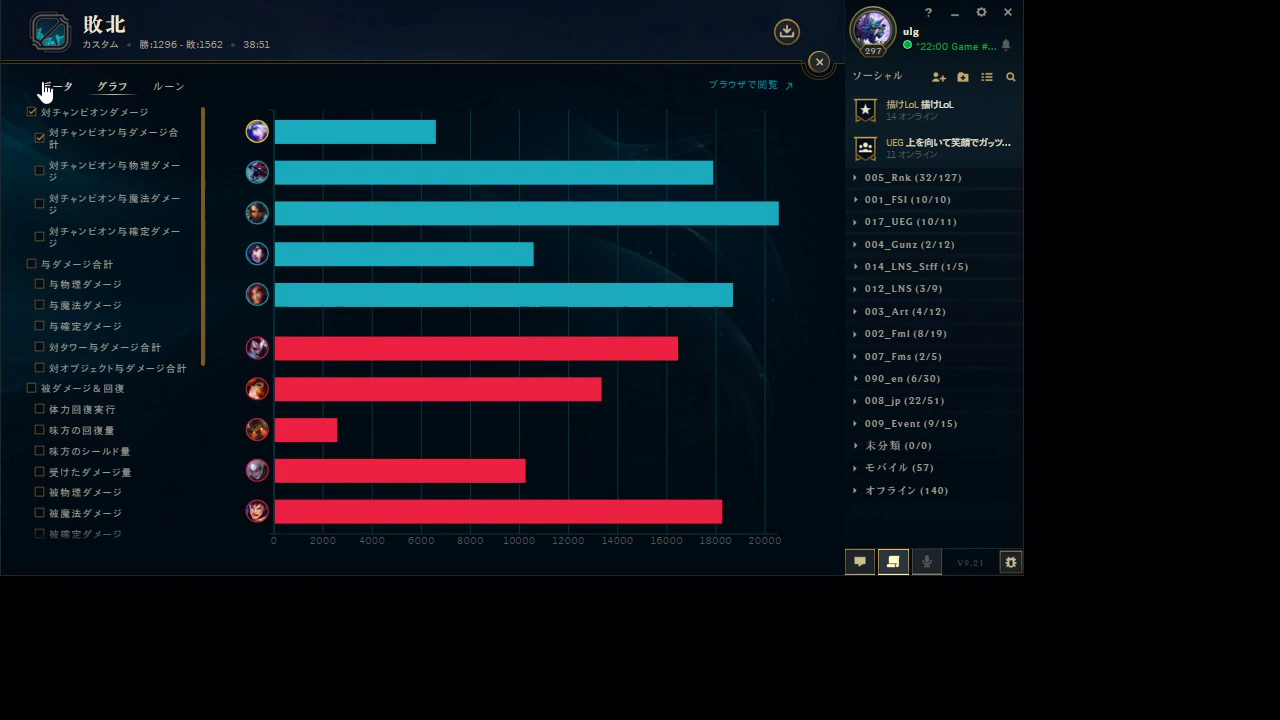 敗北
カスタム • 勝:1296 - 敗:1562 • 38:51
ータ グラフ ルーン
ブラウザで閲覧
対チャンピオンダメージ
対チャンピオン与ダメージ合
計
対チャンピオン与物理ダメー
ジ
対チャンピオン与魔法ダメー
ジ
対チャンピオン与確定ダメー
ジ
与ダメージ合計
与物理ダメージ
与魔法ダメージ
与確定ダメージ
対タワー与ダメージ合計
対オブジェクト与ダメージ合計
被ダメージ＆回復
体力回復実行
味方の回復量
味方のシールド量
受けたダメージ量
被物理ダメージ
被魔法ダメージ
被確定ダメージ
0 2000 4000 6000 8000 10000 12000 14000 16000 18000 20000
?
297
ulg
"22:00 Game #...
ソーシャル
描けLoL 描けLoL
14 オンライン
UEG 上を向いて笑顔でガッツ...
11 オンライン
005_Rnk (32/127)
001_FSI (10/10)
017_UEG (10/11)
004_Gunz (2/12)
014_LNS_Stff (1/5)
012_LNS (3/9)
003_Art (4/12)
002_Fml (8/19)
007_Fms (2/5)
090_en (6/30)
008_jp (22/51)
009_Event (9/15)
未分類 (0/0)
モバイル (57)
オフライン (140)
V9.21